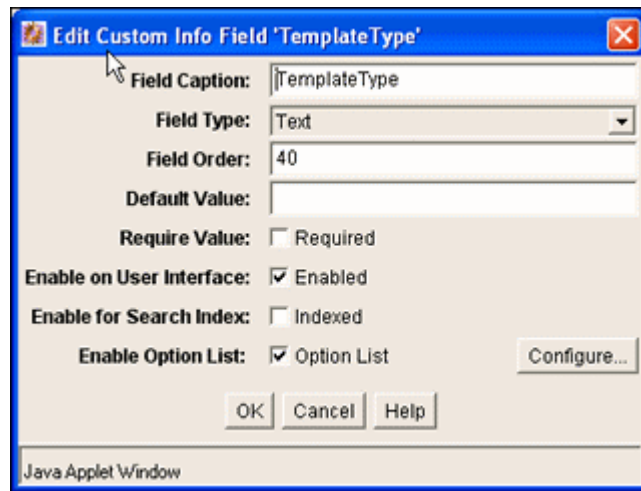 Edit Custom Info Field 'TemplateType'
Field Caption: TemplateType
Field Type: Text
Field Order: 40
Default Value:
Require Value: Required
Enable on User Interface: Enabled
Enable for Search Index: Indexed
Enable Option List: Option List Configure...
OK Cancel Help
Java Applet Window